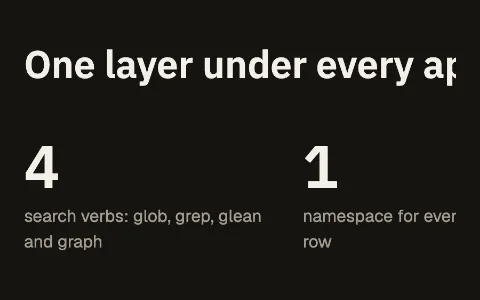 One layer under every ap
4
search verbs: glob, grep, glean
and graph
1
namespace for ever
row